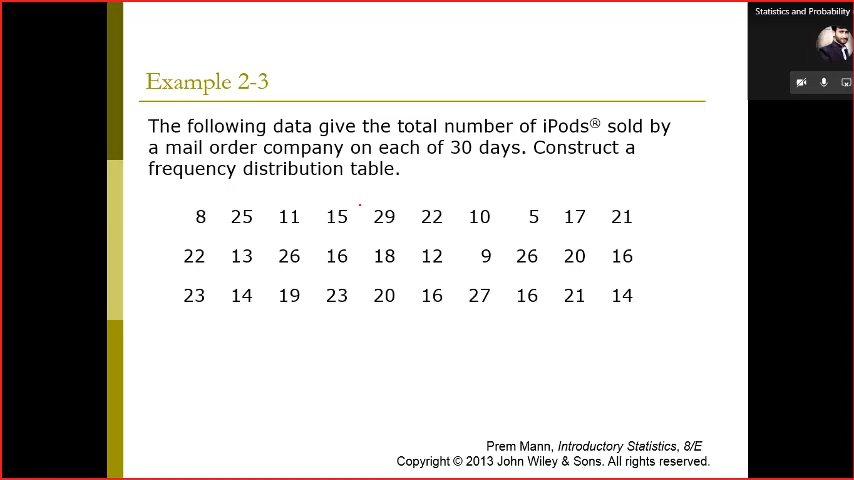 Statistics and Probability
Example 2-3
The following data give the total number of iPods® sold by
a mail order company on each of 30 days. Construct a
frequency distribution table.
8 25 11 15 29 22 10 5 17 21
22 13 26 16 18 12 9 26 20 16
23 14 19 23 20 16 27 16 21 14
Prem Mann, Introductory Statistics, 8/E
Copyright © 2013 John Wiley & Sons. All rights reserved.